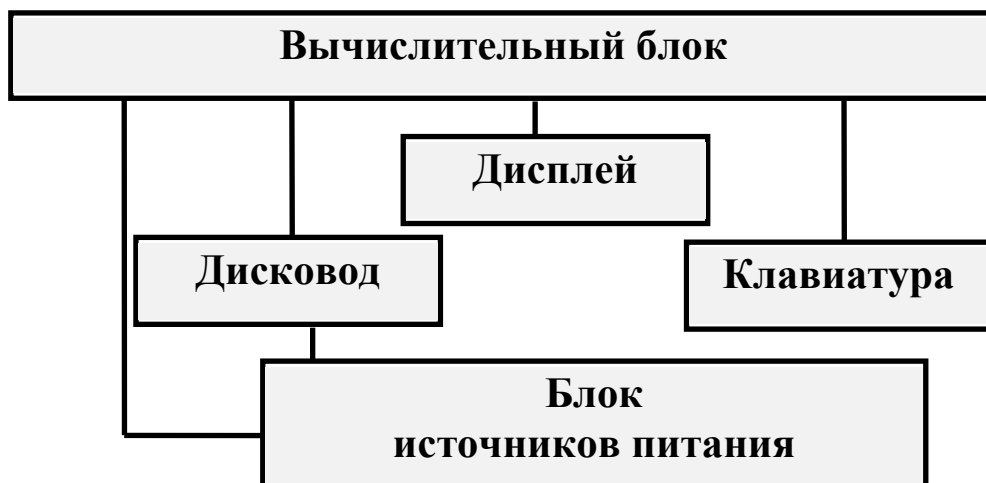 Вычислительный блок
Дисплей
Дисковод
Клавиатура
Блок
источников питания